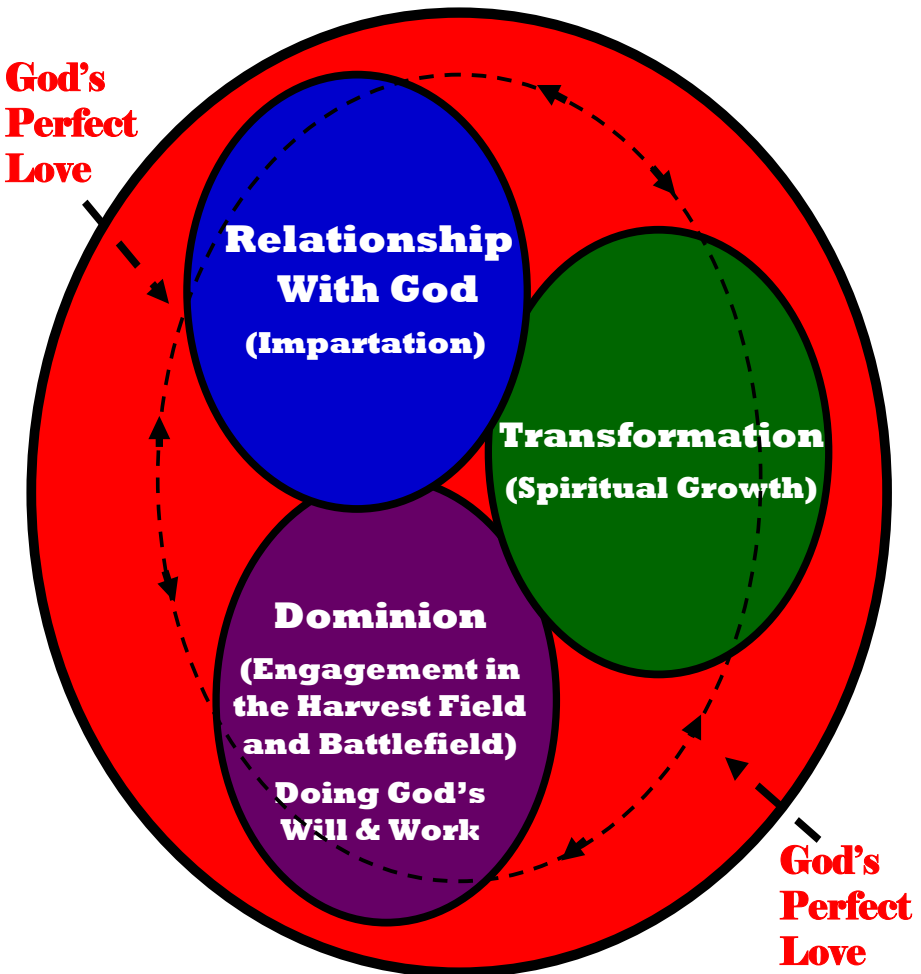 God's
Perfect
Love
Relationship
With God
(Impartation)
Transformation
(Spiritual Growth)
Dominion
(Engagement in
the Harvest Field
and Battlefield)
Doing God's
Will & Work
God's
Perfect
Love